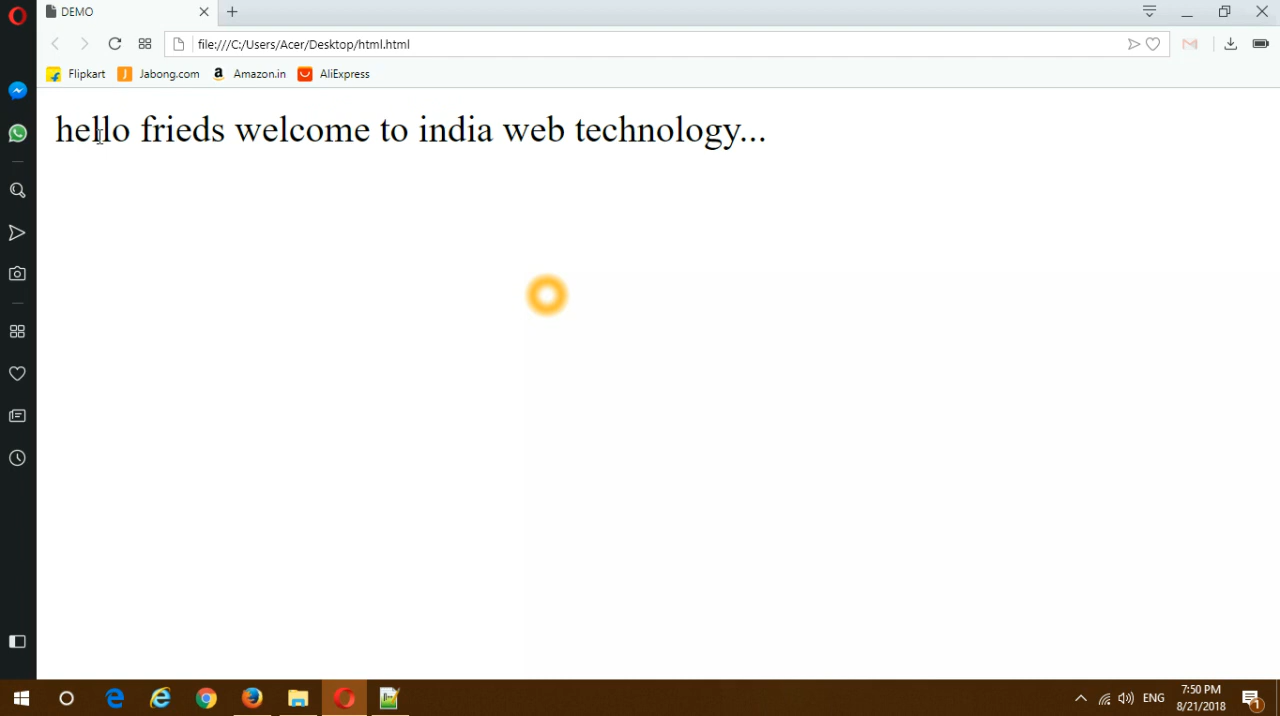 DEMO
file:///C:/Users/Acer/Desktop/html.html
Flipkart Jabong.com Amazon.in AliExpress
hello frieds welcome to india web technology...
ENG
7:50 PM
8/21/2018
1